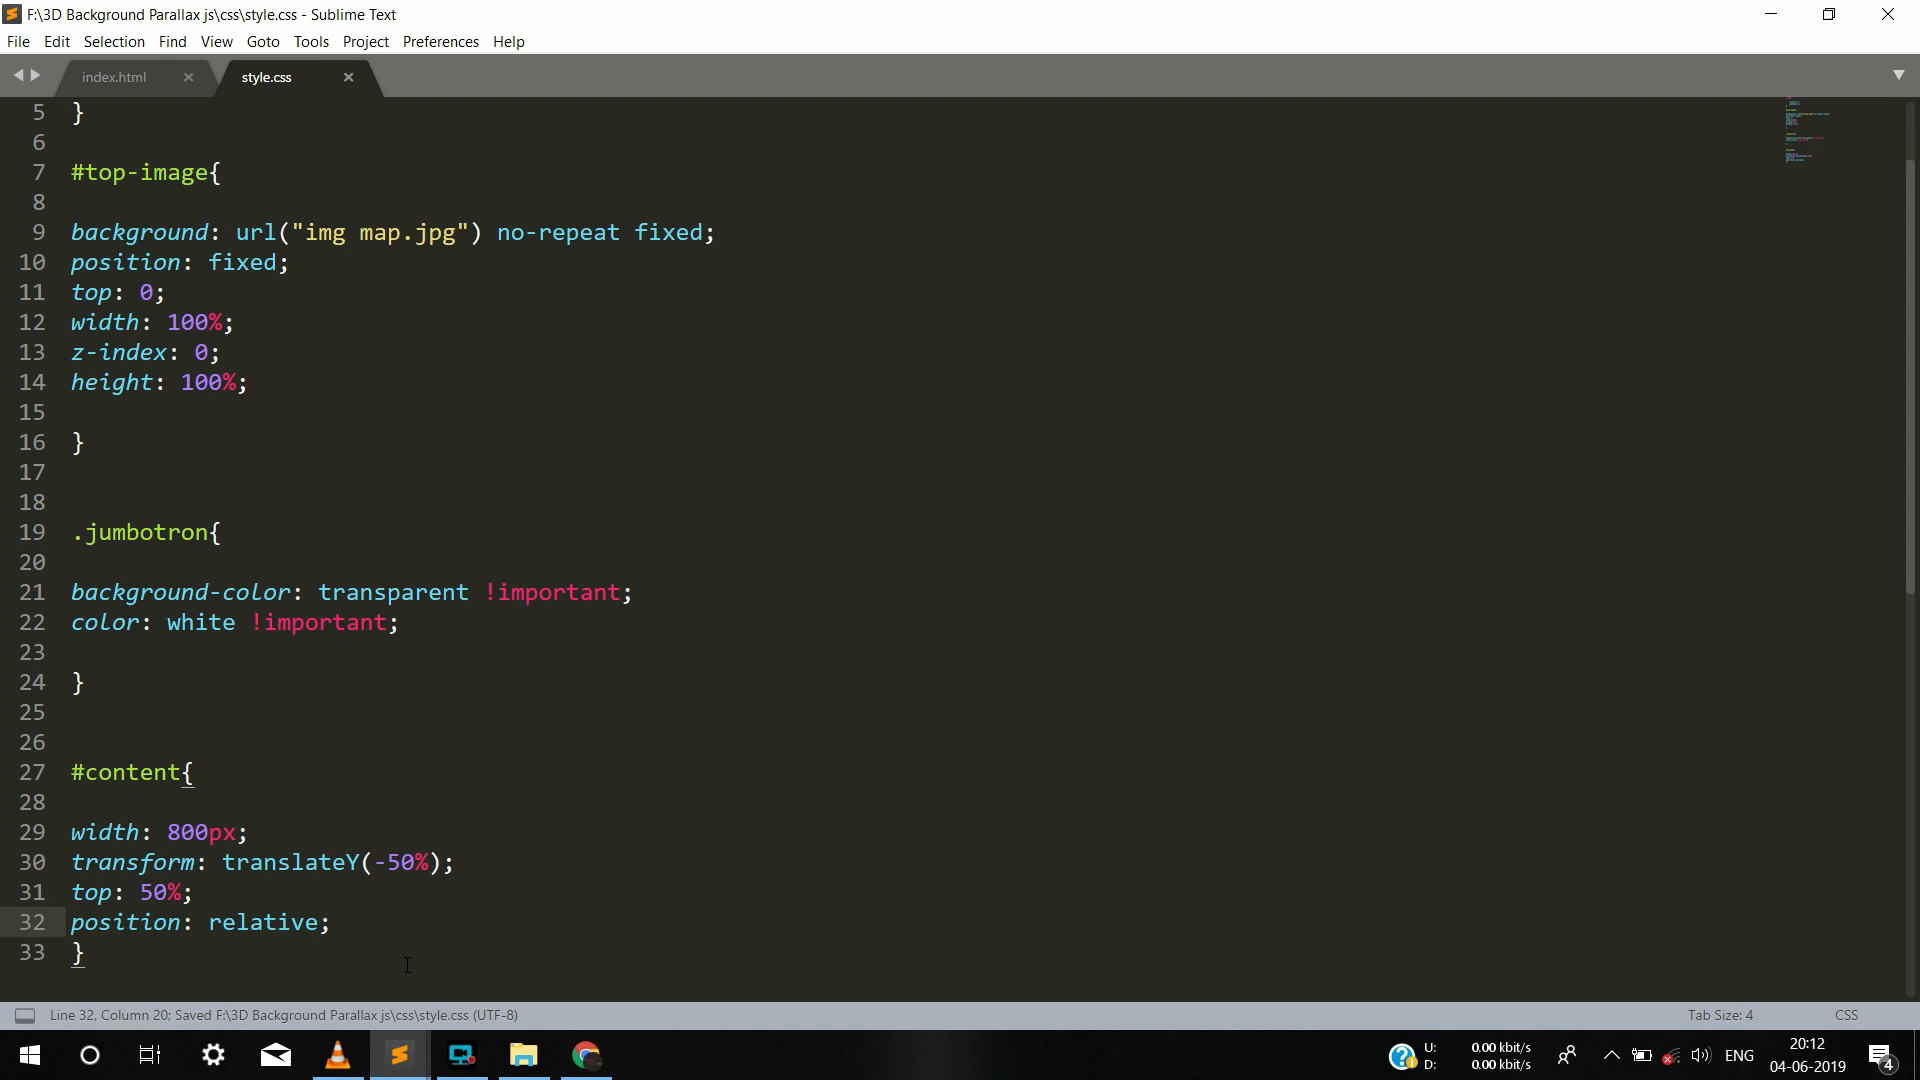 F:\3D Background Parallax js\css\style.css - Sublime Text
File Edit Selection Find View Goto Tools Project Preferences Help
index.html style.css
5 }
6
7 #top-image{
8
9 background: url("img map.jpg") no-repeat fixed;
10 position: fixed;
11 top: 0;
12 width: 100%;
13 z-index: 0;
14 height: 100%;
15
16 }
17
18
19 .jumbotron{
20
21 background-color: transparent !important;
22 color: white !important;
23
24 }
25
26
27 #content{
28
29 width: 800px;
30 transform: translateY(-50%);
31 top: 50%;
32 position: relative;
33 }
Line 32, Column 20; Saved F:\3D Background Parallax js\css\style.css (UTF-8) Tab Size: 4 CSS
U: 0.00 kbit/s
D: 0.00 kbit/s
ENG
20:12
04-06-2019
4